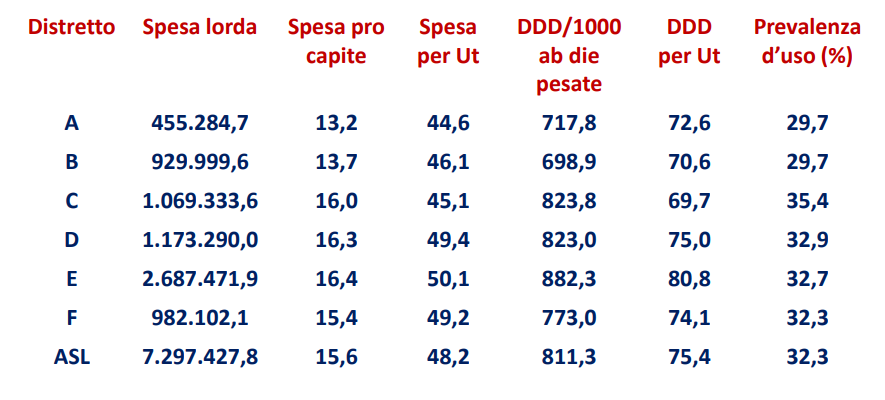 Distretto Spesa lorda Spesa pro capite Spesa per Ut DDD/1000 ab die pesate DDD per Ut Prevalenza d’uso (%)
A 455.284,7 13,2 44,6 717,8 72,6 29,7
B 929.999,6 13,7 46,1 698,9 70,6 29,7
C 1.069.333,6 16,0 45,1 823,8 69,7 35,4
D 1.173.290,0 16,3 49,4 823,0 75,0 32,9
E 2.687.471,9 16,4 50,1 882,3 80,8 32,7
F 982.102,1 15,4 49,2 773,0 74,1 32,3
ASL 7.297.427,8 15,6 48,2 811,3 75,4 32,3